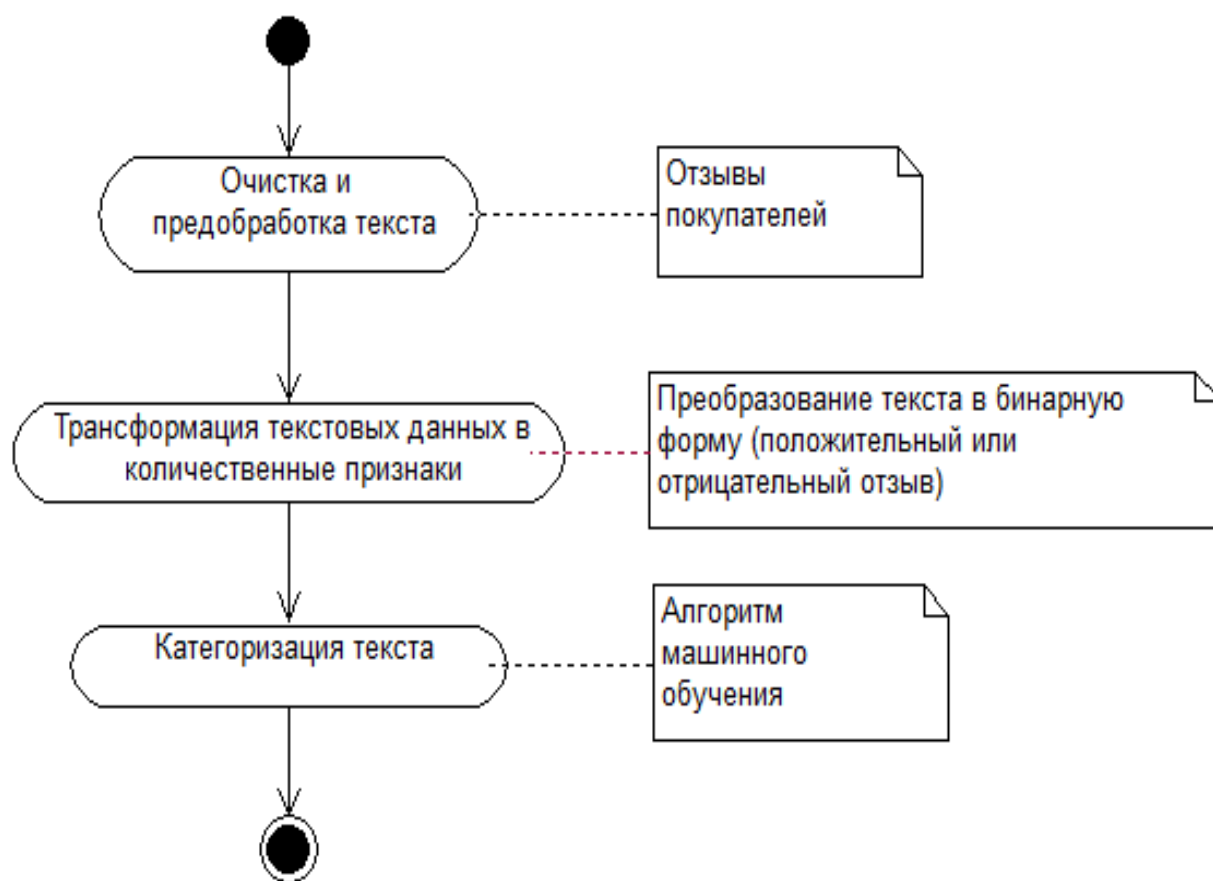 Очистка и
предобработка текста
Отзывы
покупателей
Трансформация текстовых данных в
количественные признаки
Преобразование текста в бинарную
форму (положительный или
отрицательный отзыв)
Категоризация текста
Алгоритм
машинного
обучения